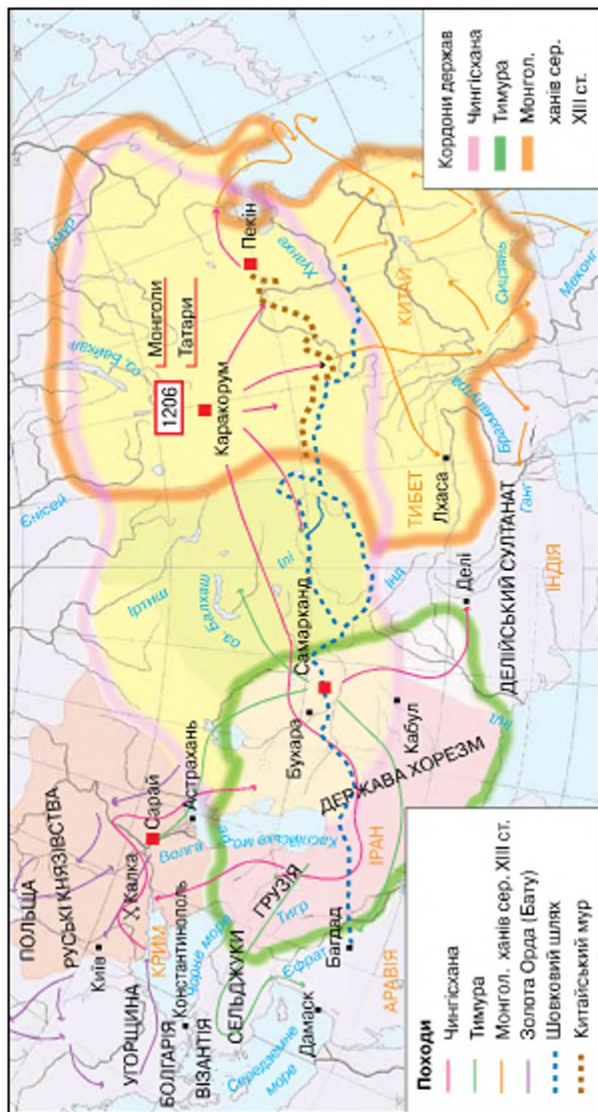 ПОЛЬЩА
РУСЬКІ КНЯЗІВСТВА
Київ
Х Калка
Сарай
УГОРЩИНА
КРИМ
Волга
Астрахань
БОЛГАРІЯ
Константинополь
Чорне море
ВІЗАНТІЯ
СЕЛЬДЖУКИ
ГРУЗІЯ
Каспійське мо
ре
Середземне
море
Дамаск
Єфрат
Тигр
Багдад
АРАВІЯ
ІРАН
ДЕРЖАВА ХОРЕЗМ
Бухара
Самарканд
Кабул
Інд
Інд
Делі
ДЕЛІЙСЬКИЙ СУЛТАНАТ
ІНДІЯ
Ганг
Брахмапутра
ТИБЕТ
Лхаса
Іртиш
оз. Балхаш
Ілі
Єнісей
оз. Байкал
1206
Каракорум
Монголи
Татари
Амур
Пекін
Хуанхе
КИТАЙ
Меконг
Походи
Чингісхана
Тимура
Монгол. ханів сер. XIII ст.
Золота Орда (Бату)
Шовковий шлях
Китайський мур
Кордони держав
Чингісхана
Тимура
Монгол.
ханів сер.
XIII ст.